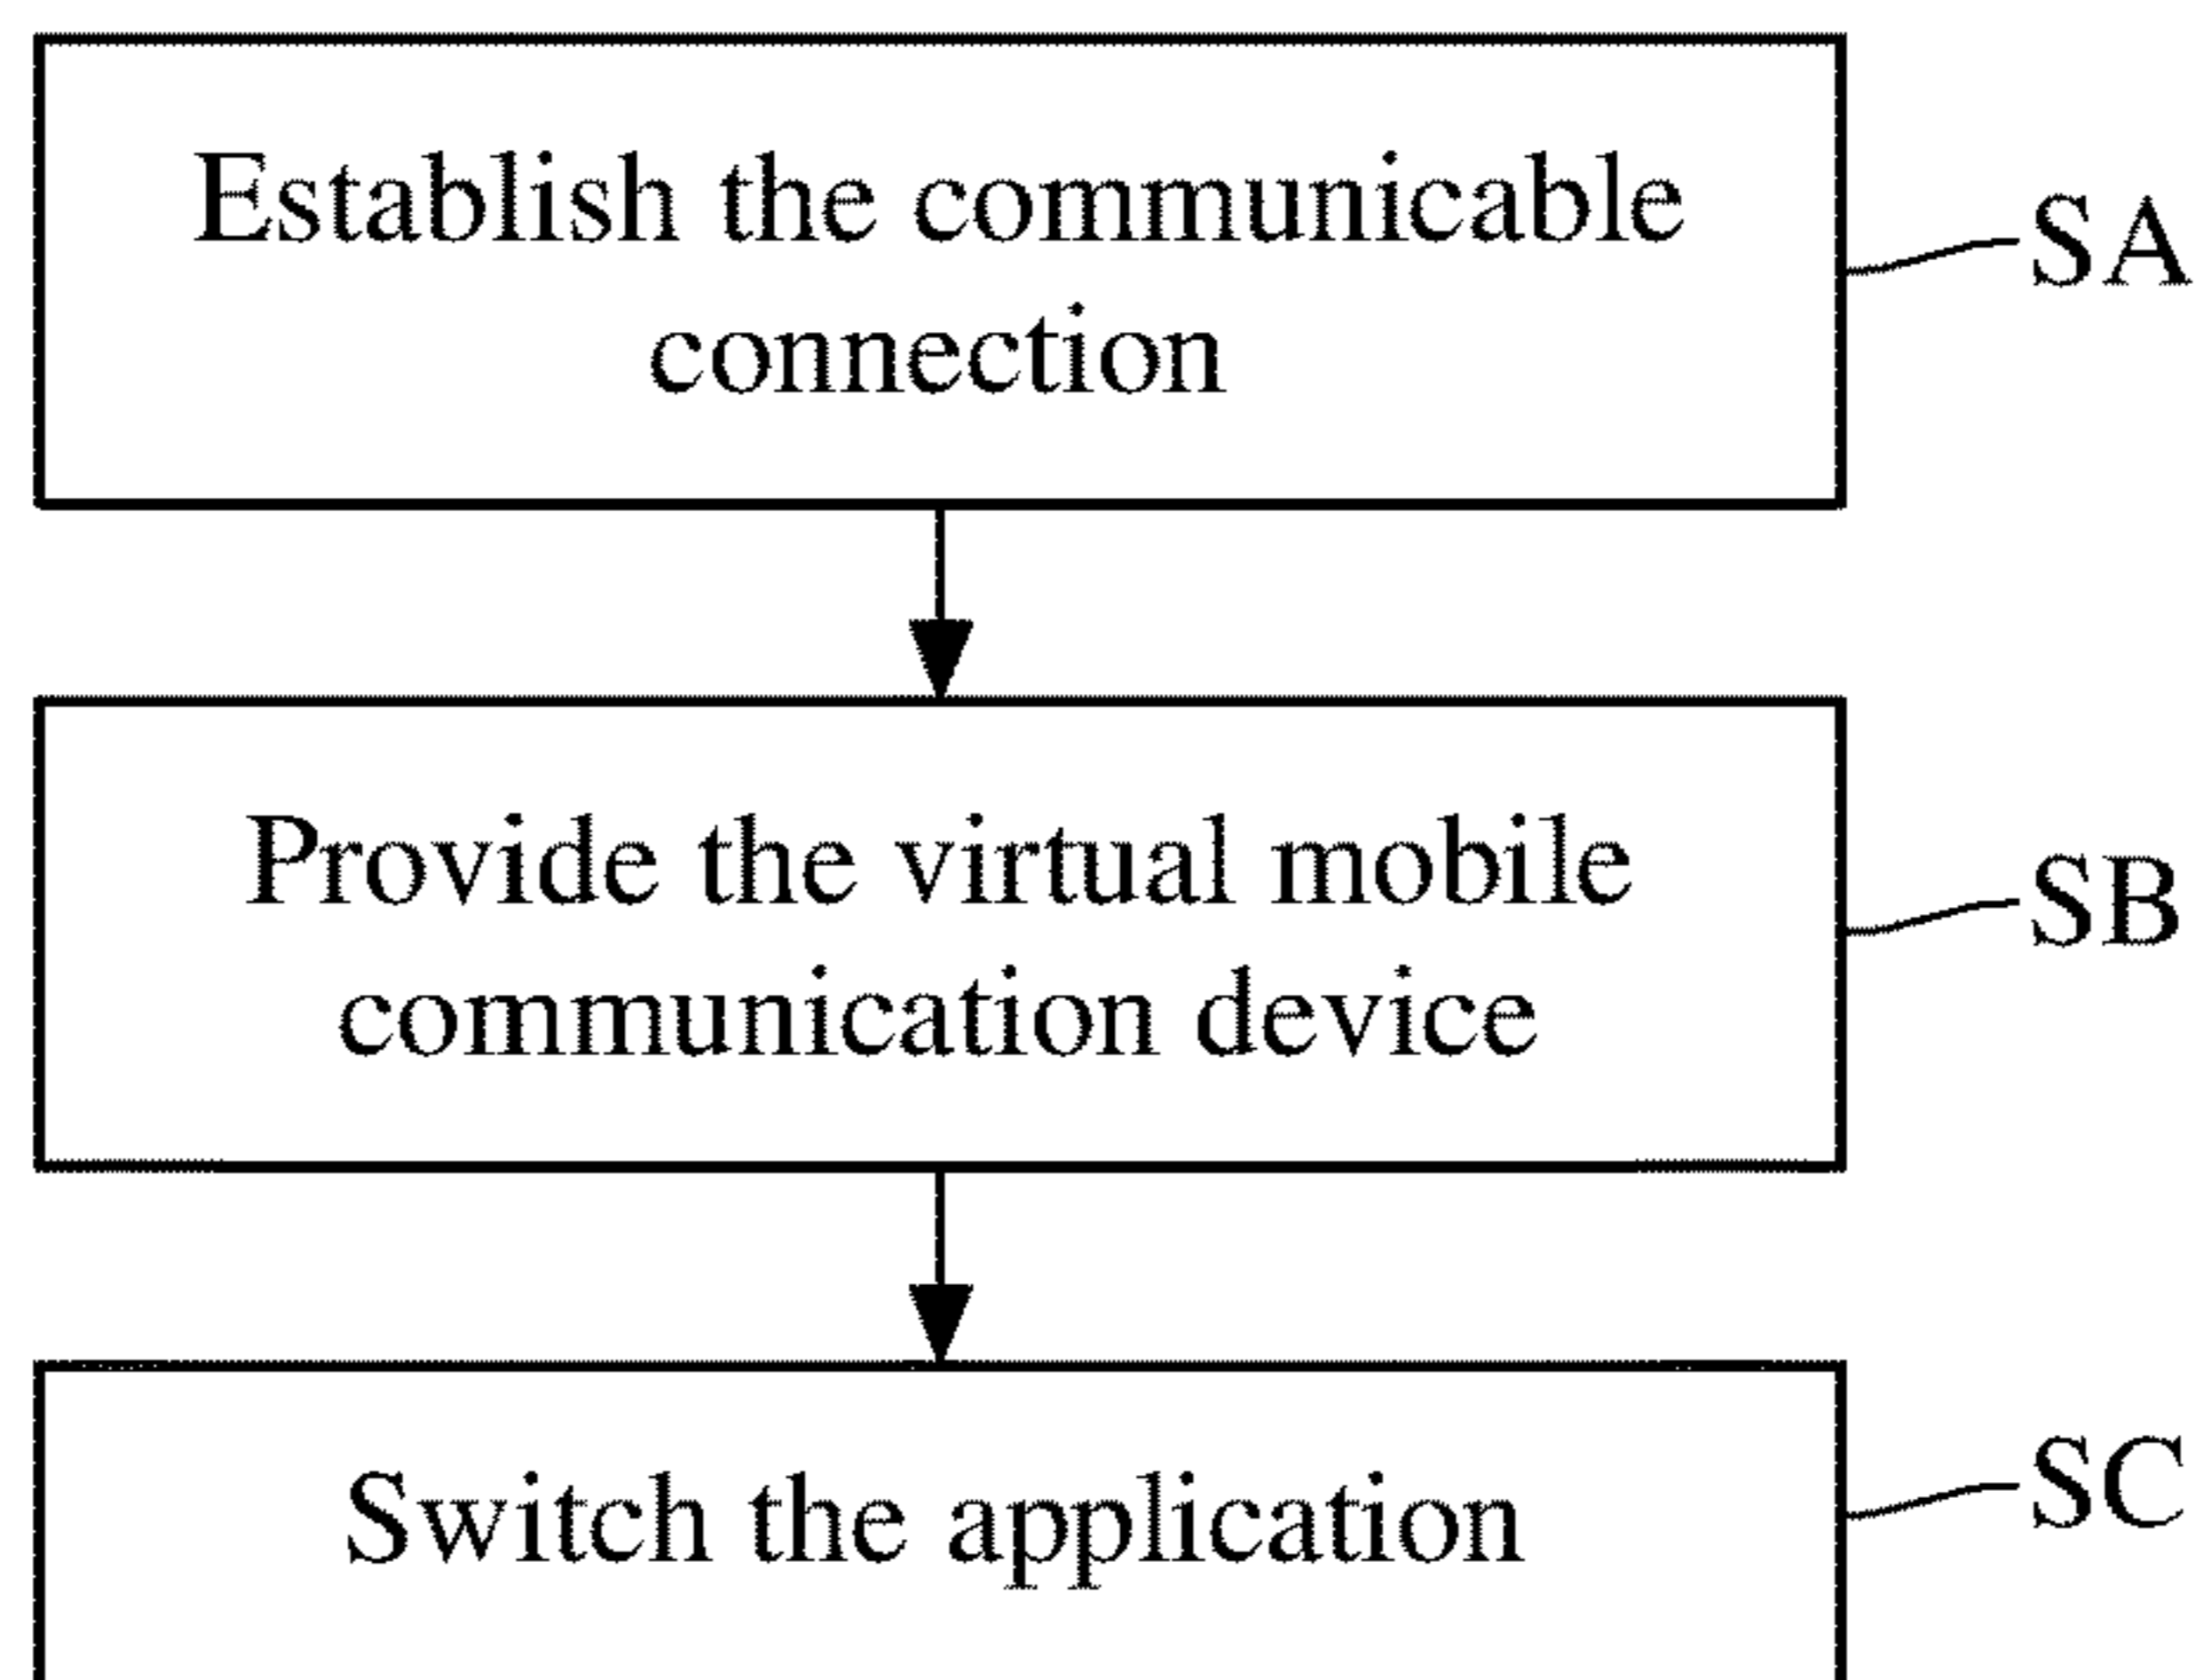 Establish the communicable
connection
SA
Provide the virtual mobile
communication device
SB
Switch the application
SC